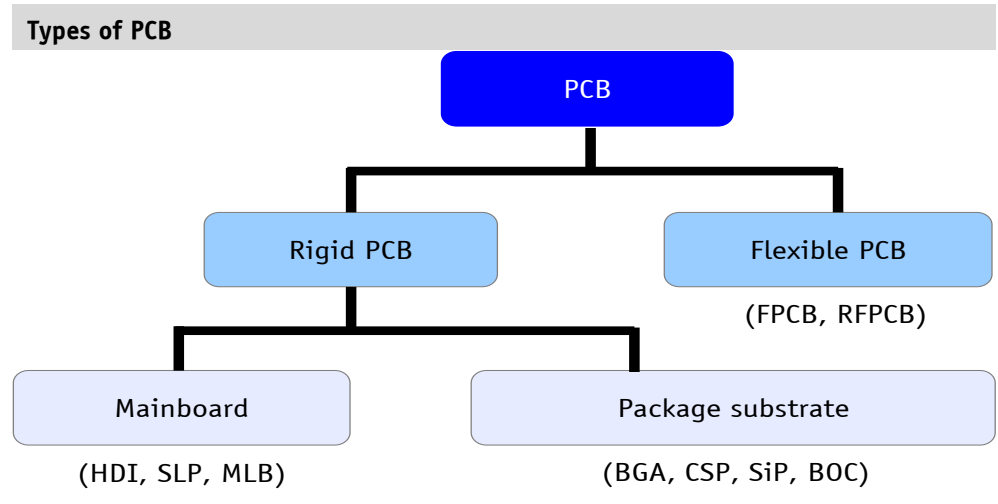 Types of PCB
PCB
Rigid PCB
Flexible PCB
(FPCB, RFPCB)
Mainboard
Package substrate
(HDI, SLP, MLB)
(BGA, CSP, SiP, BOC)